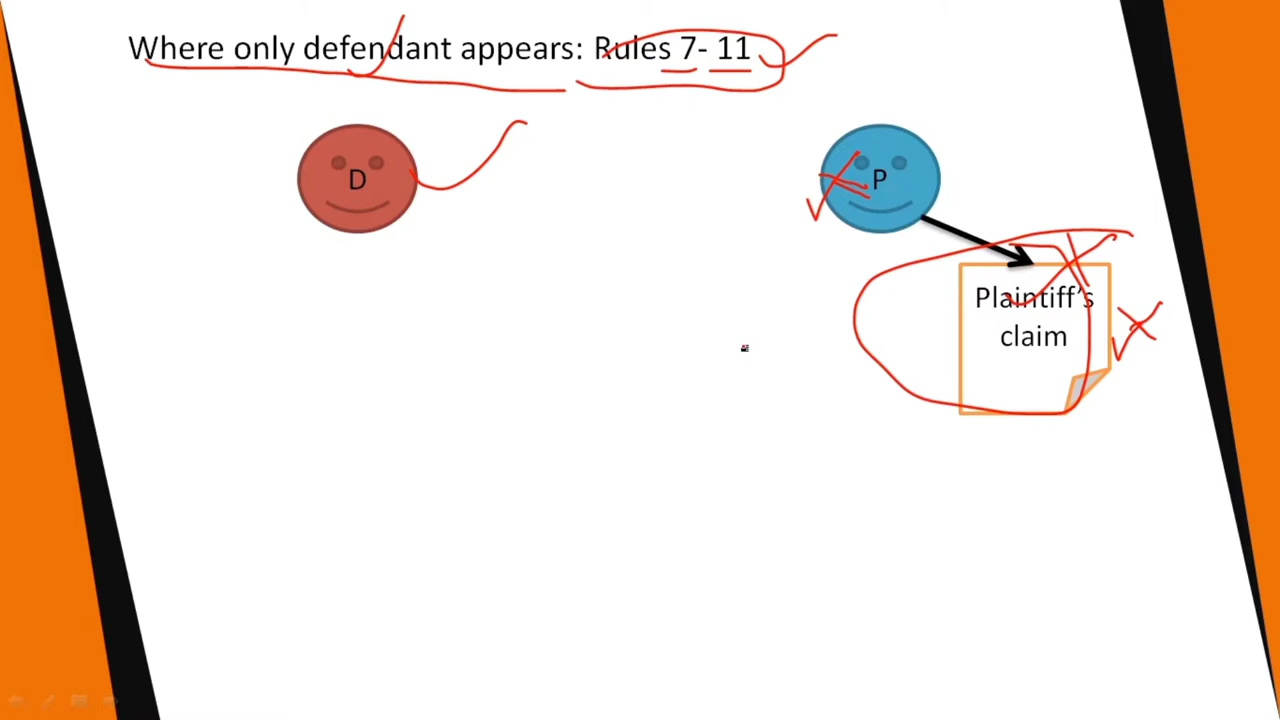 Where only defendant appears: Rules 7- 11
D
P
Plaintiff's
claim